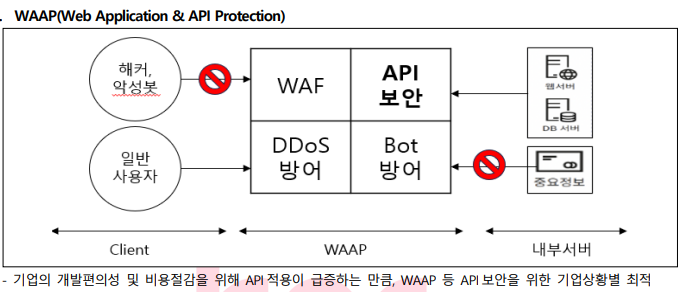 . WAAP(Web Application & API Protection)
해커,
악성봇
WAF
API
보안
웹서버
DB 서버
일반
사용자
DDoS
방어
Bot
방어
중요정보
Client
WAAP
내부서버
- 기업의 개발편의성 및 비용절감을 위해 API 적용이 급증하는 만큼, WAAP 등 API 보안을 위한 기업상황별 최적